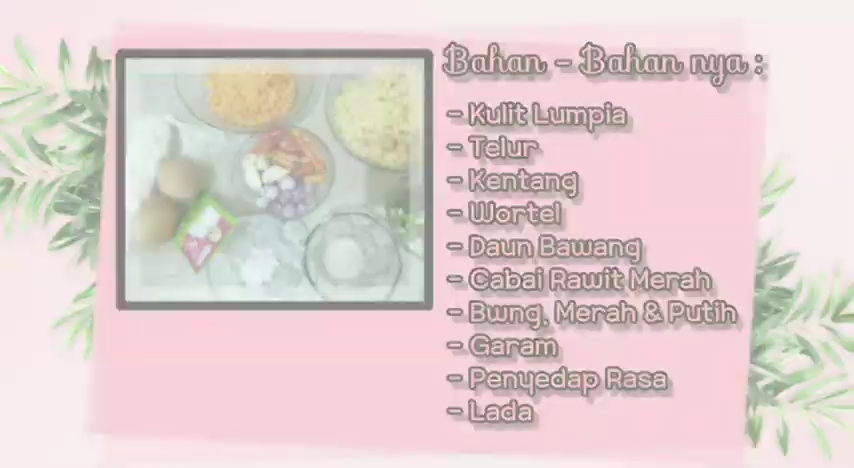 Bahan - Bahan nya :
- Kulit Lumpia
- Telur
- Kentang
- Wortel
- Daun Bawang
- Cabai Rawit Merah
- Bwng. Merah & Putih
- Garam
- Penyedap Rasa
- Lada